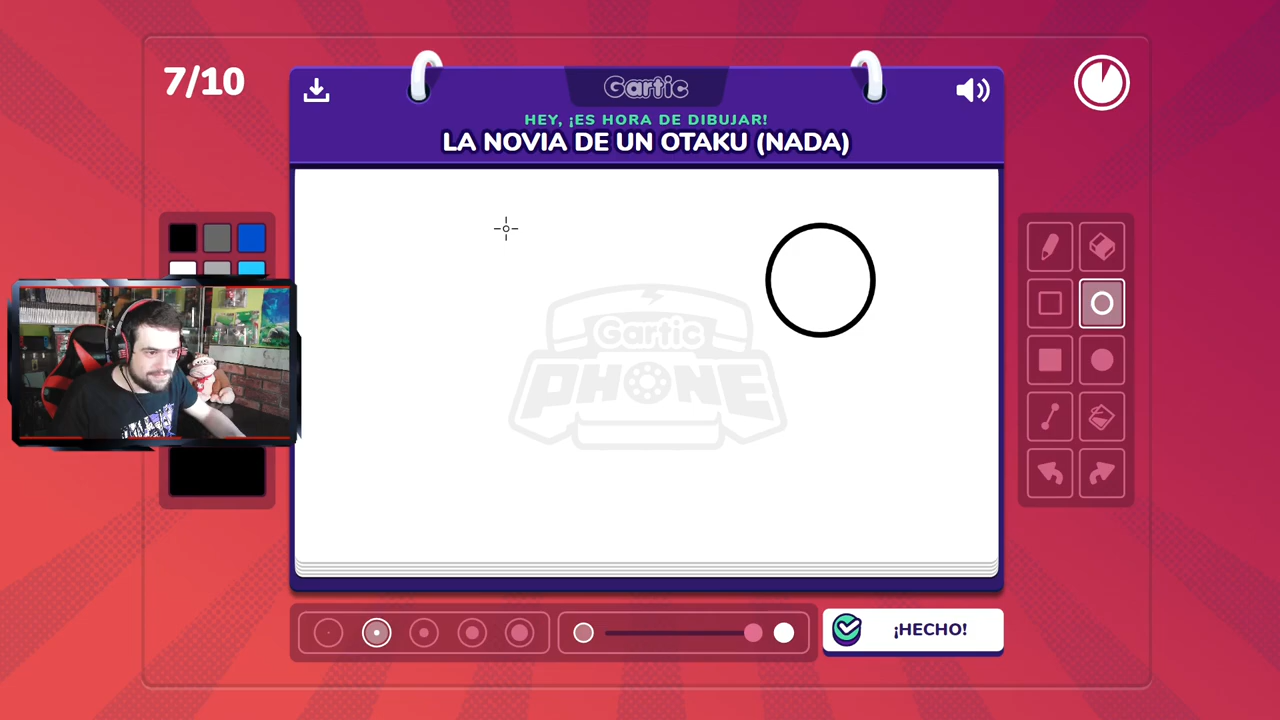 7/10
Gartic
HEY, ¡ES HORA DE DIBUJAR!
LA NOVIA DE UN OTAKU (NADA)
Gartic
PHONE
¡HECHO!